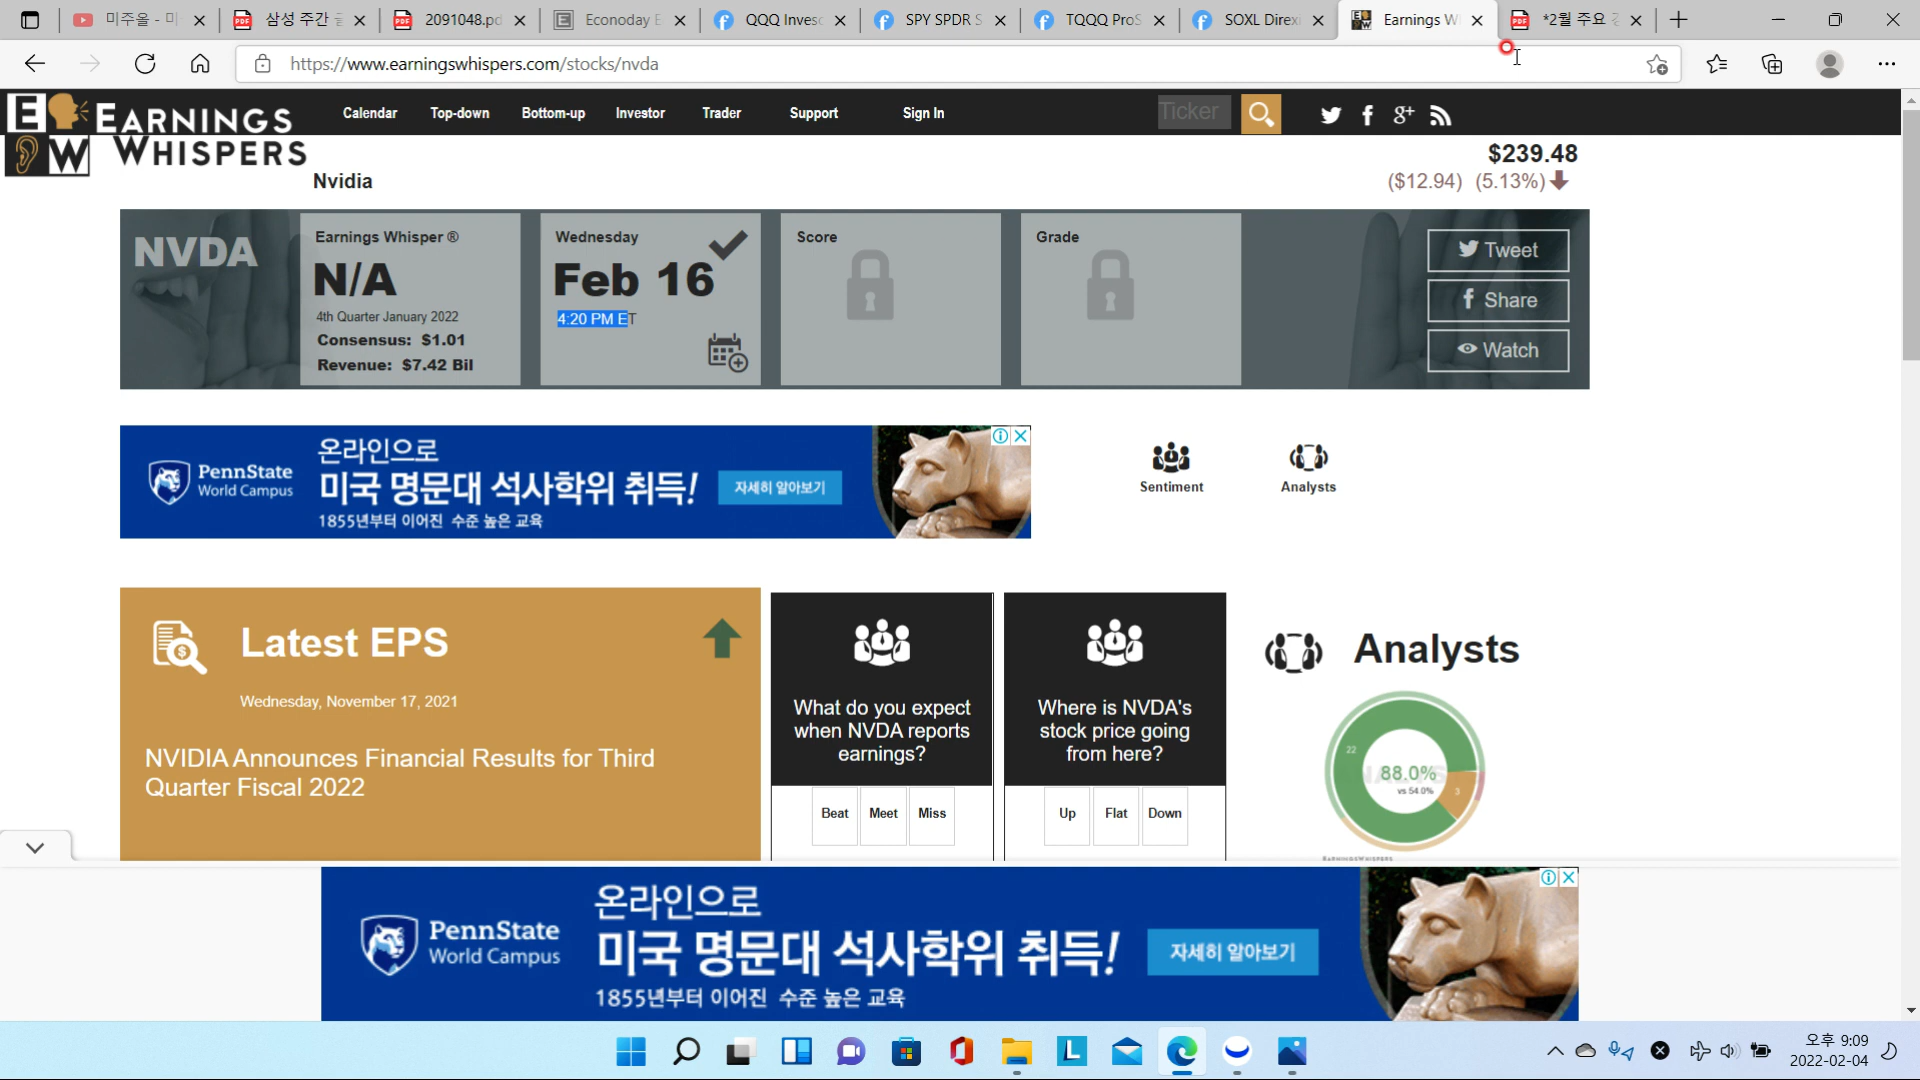 미주울 - 미
삼성 주간
2091048.pd
Econoday E
QQQ Invesc
SPY SPDR S
TQQQ ProS
SOXL Direx
Earnings W
*2월 주요
https://www.earningswhispers.com/stocks/nvda
EARNINGS
WHISPERS
Calendar
Top-down
Bottom-up
Investor
Trader
Support
Sign In
Ticker
Nvidia
$239.48
($12.94) (5.13%)
NVDA
Earnings Whisper ®
N/A
4th Quarter January 2022
Consensus: $1.01
Revenue: $7.42 Bil
Wednesday
Feb 16
4:20 PM ET
Score
Grade
Tweet
Share
Watch
PennState
World Campus
온라인으로
미국 명문대 석사학위 취득!
1855년부터 이어진 수준 높은 교육
자세히 알아보기
Sentiment
Analysts
Latest EPS
Wednesday, November 17, 2021
NVIDIA Announces Financial Results for Third
Quarter Fiscal 2022
What do you expect
when NVDA reports
earnings?
Beat
Meet
Miss
Where is NVDA's
stock price going
from here?
Up
Flat
Down
Analysts
22
88.0%
vs 54.0%
3
EARNINGSWHISPERS
PennState
World Campus
온라인으로
미국 명문대 석사학위 취득!
1855년부터 이어진 수준 높은 교육
자세히 알아보기
오후 9:09
2022-02-04